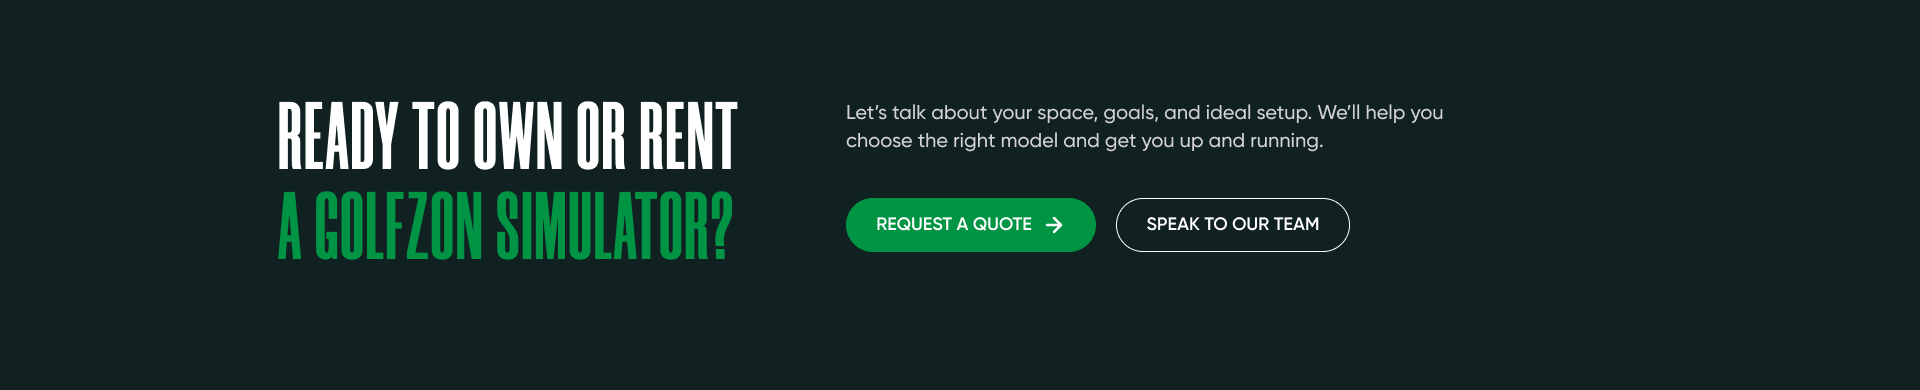 READY TO OWN OR RENT
A GOLFZON SIMULATOR?
Let’s talk about your space, goals, and ideal setup. We’ll help you
choose the right model and get you up and running.
REQUEST A QUOTE →
SPEAK TO OUR TEAM